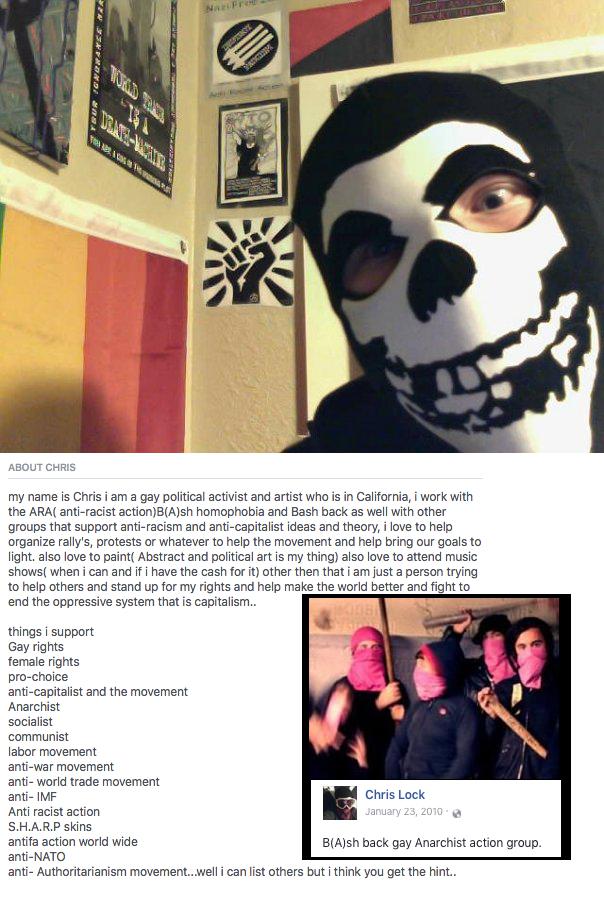 NAZI FREE
DESTROY
FASCISM
Anti-Racist Action
YOUR IGNORANCE
WORLD TRADE
IS A
DEATH MACHINE
ABOUT CHRIS
my name is Chris i am a gay political activist and artist who is in California, i work with
the ARA( anti-racist action)B(A)sh homophobia and Bash back as well with other
groups that support anti-racism and anti-capitalist ideas and theory, i love to help
organize rally's, protests or whatever to help the movement and help bring our goals to
light. also love to paint( Abstract and political art is my thing) also love to attend music
shows( when i can and if i have the cash for it) other then that i am just a person trying
to help others and stand up for my rights and help make the world better and fight to
end the oppressive system that is capitalism..
things i support
Gay rights
female rights
pro-choice
anti-capitalist and the movement
Anarchist
socialist
communist
labor movement
anti-war movement
anti- world trade movement
anti- IMF
Anti racist action
S.H.A.R.P skins
antifa action world wide
anti-NATO
anti- Authoritarianism movement...well i can list others but i think you get the hint..
Chris Lock
January 23, 2010 ·
B(A)sh back gay Anarchist action group.